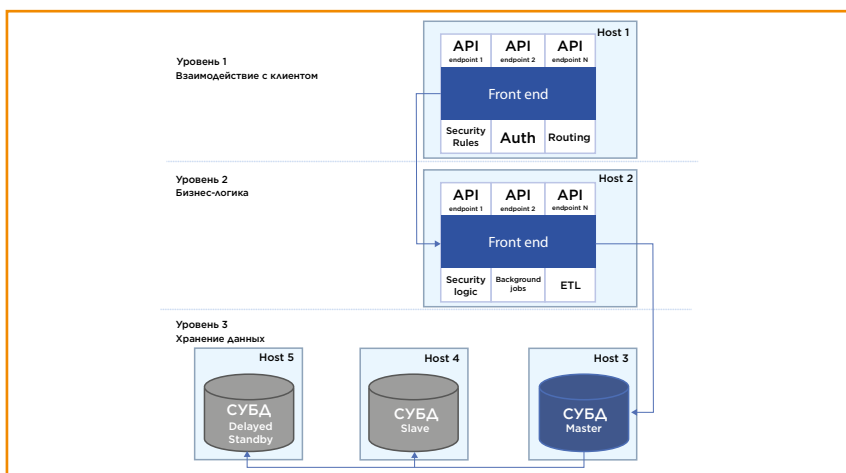 Host 1
Уровень 1
Взаимодействие с клиентом
API API API
endpoint 1 endpoint 2 endpoint N
Front end
Security Rules Auth Routing
Уровень 2
Бизнес-логика
Host 2
API API API
endpoint 1 endpoint 2 endpoint N
Front end
Security logic Background jobs ETL
Уровень 3
Хранение данных
Host 5
СУБД
Delayed
Standby
Host 4
СУБД
Slave
Host 3
СУБД
Master